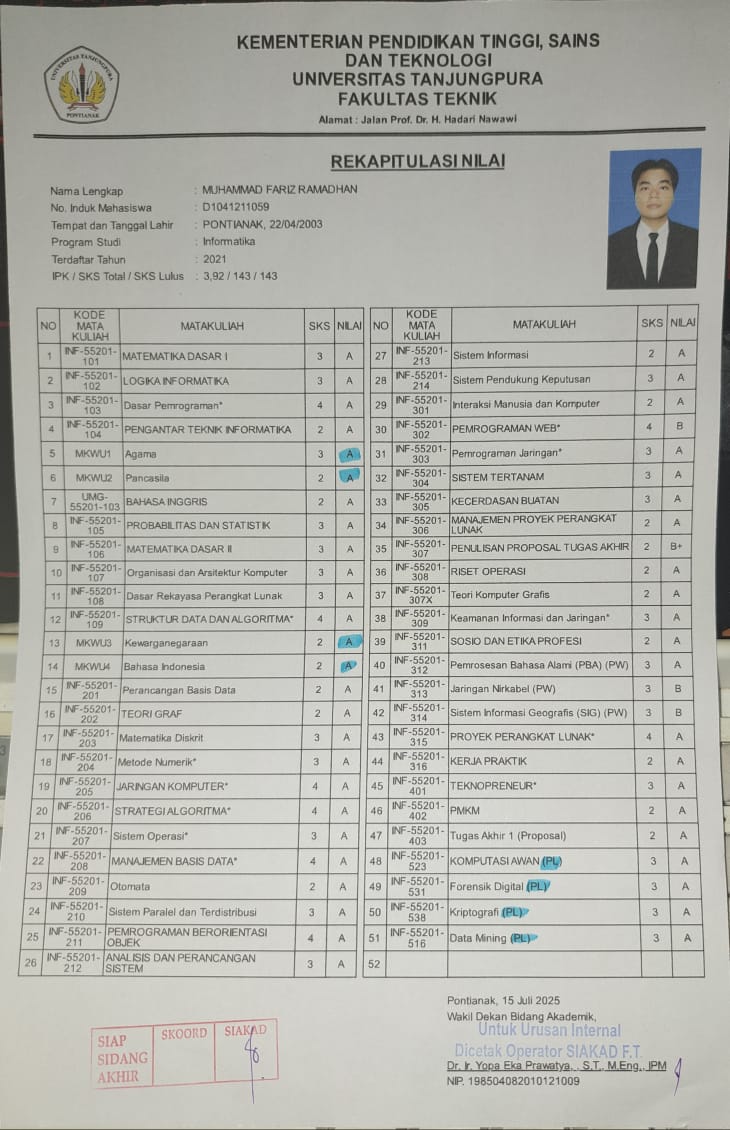 UNIVERSITAS TANJUNGPURA
PONTIANAK
KEMENTERIAN PENDIDIKAN TINGGI, SAINS
DAN TEKNOLOGI
UNIVERSITAS TANJUNGPURA
FAKULTAS TEKNIK
Alamat : Jalan Prof. Dr. H. Hadari Nawawi
REKAPITULASI NILAI
Nama Lengkap : MUHAMMAD FARIZ RAMADHAN
No. Induk Mahasiswa : D1041211059
Tempat dan Tanggal Lahir : PONTIANAK, 22/04/2003
Program Studi : Informatika
Terdaftar Tahun : 2021
IPK / SKS Total / SKS Lulus : 3,92 / 143 / 143
NO KODE MATA KULIAH MATAKULIAH SKS NILAI
1 INF-55201-101 MATEMATIKA DASAR I 3 A
2 INF-55201-102 LOGIKA INFORMATIKA 3 A
3 INF-55201-103 Dasar Pemrograman* 4 A
4 INF-55201-104 PENGANTAR TEKNIK INFORMATIKA 2 A
5 MKWU1 Agama 3 A
6 MKWU2 Pancasila 2 A
7 UMG-55201-103 BAHASA INGGRIS 2 A
8 INF-55201-105 PROBABILITAS DAN STATISTIK 3 A
9 INF-55201-106 MATEMATIKA DASAR II 3 A
10 INF-55201-107 Organisasi dan Arsitektur Komputer 3 A
11 INF-55201-108 Dasar Rekayasa Perangkat Lunak 3 A
12 INF-55201-109 STRUKTUR DATA DAN ALGORITMA* 4 A
13 MKWU3 Kewarganegaraan 2 A
14 MKWU4 Bahasa Indonesia 2 A
15 INF-55201-201 Perancangan Basis Data 2 A
16 INF-55201-202 TEORI GRAF 2 A
17 INF-55201-203 Matematika Diskrit 3 A
18 INF-55201-204 Metode Numerik* 3 A
19 INF-55201-205 JARINGAN KOMPUTER* 4 A
20 INF-55201-206 STRATEGI ALGORITMA* 4 A
21 INF-55201-207 Sistem Operasi* 3 A
22 INF-55201-208 MANAJEMEN BASIS DATA* 4 A
23 INF-55201-209 Otomata 2 A
24 INF-55201-210 Sistem Paralel dan Terdistribusi 3 A
25 INF-55201-211 PEMROGRAMAN BERORIENTASI OBJEK 4 A
26 INF-55201-212 ANALISIS DAN PERANCANGAN SISTEM 3 A
NO KODE MATA KULIAH MATAKULIAH SKS NILAI
27 INF-55201-213 Sistem Informasi 2 A
28 INF-55201-214 Sistem Pendukung Keputusan 3 A
29 INF-55201-301 Interaksi Manusia dan Komputer 2 A
30 INF-55201-302 PEMROGRAMAN WEB* 4 B
31 INF-55201-303 Pemrograman Jaringan* 3 A
32 INF-55201-304 SISTEM TERTANAM 3 A
33 INF-55201-305 KECERDASAN BUATAN 3 A
34 INF-55201-306 MANAJEMEN PROYEK PERANGKAT LUNAK 2 A
35 INF-55201-307 PENULISAN PROPOSAL TUGAS AKHIR 2 B+
36 INF-55201-308 RISET OPERASI 2 A
37 INF-55201-307X Teori Komputer Grafis 2 A
38 INF-55201-309 Keamanan Informasi dan Jaringan* 3 A
39 INF-55201-311 SOSIO DAN ETIKA PROFESI 2 A
40 INF-55201-312 Pemrosesan Bahasa Alami (PBA) (PW) 3 A
41 INF-55201-313 Jaringan Nirkabel (PW) 3 B
42 INF-55201-314 Sistem Informasi Geografis (SIG) (PW) 3 B
43 INF-55201-315 PROYEK PERANGKAT LUNAK* 4 A
44 INF-55201-316 KERJA PRAKTIK 2 A
45 INF-55201-401 TEKNOPRENEUR* 3 A
46 INF-55201-402 PMKM 2 A
47 INF-55201-403 Tugas Akhir 1 (Proposal) 2 A
48 INF-55201-523 KOMPUTASI AWAN (PL) 3 A
49 INF-55201-531 Forensik Digital (PL) 3 A
50 INF-55201-538 Kriptografi (PL) 3 A
51 INF-55201-516 Data Mining (PL) 3 A
52
Pontianak, 15 Juli 2025
Wakil Dekan Bidang Akademik,
Untuk Urusan Internal
Dicetak Operator SIAKAD F.T.
Dr. Ir. Yopa Eka Prawatya, , S.T., M.Eng., IPM
NIP. 198504082010121009
SIAP SIDANG AKHIR
SKOORD
SIAKAD